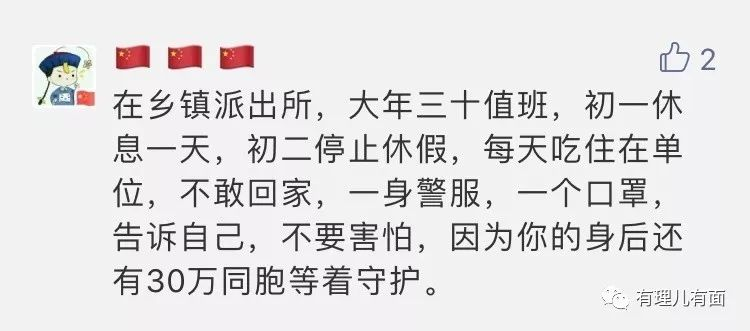 2
在乡镇派出所，大年三十值班，初一休
息一天，初二停止休假，每天吃住在单
位，不敢回家，一身警服，一个口罩，
告诉自己，不要害怕，因为你的身后还
有30万同胞等着守护。
有理儿有面